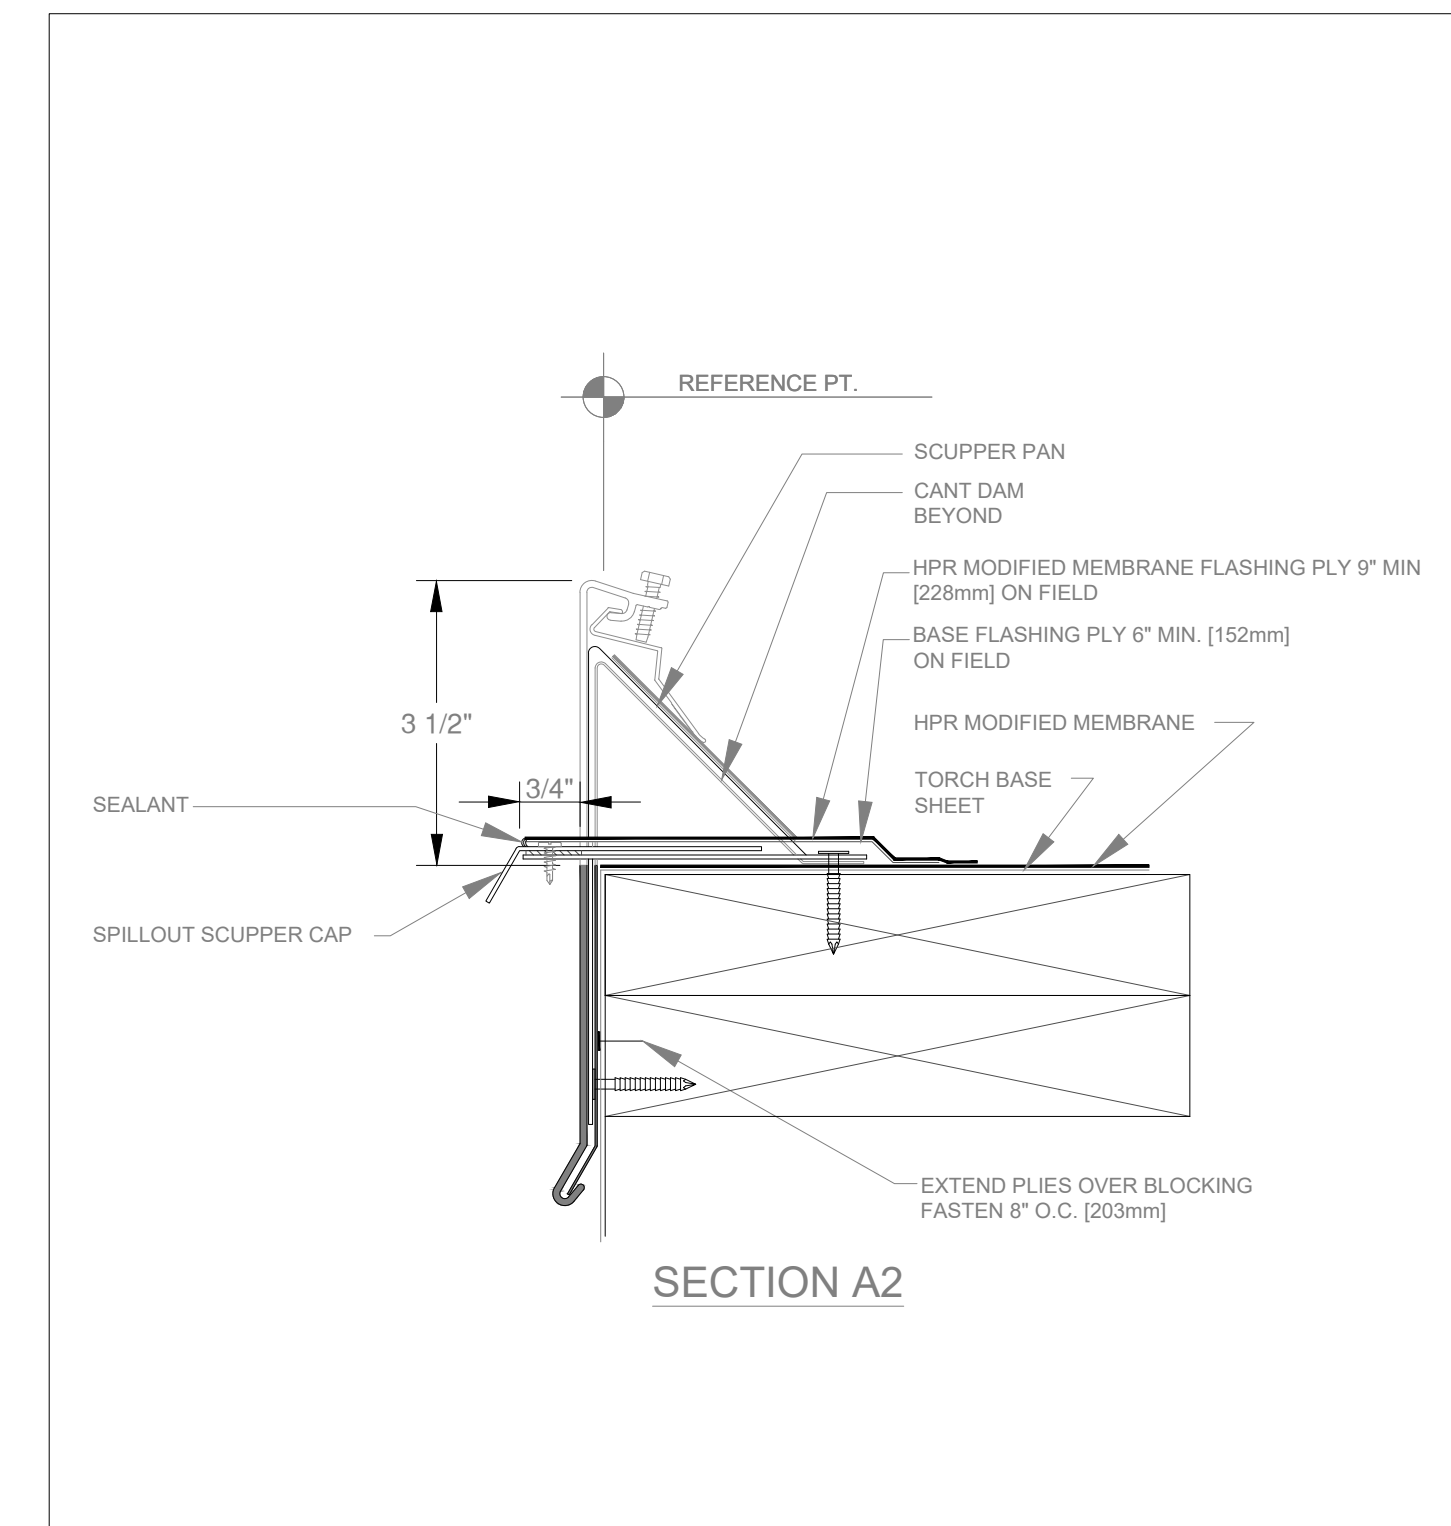 REFERENCE PT.
SCUPPER PAN
CANT DAM
BEYOND
HPR MODIFIED MEMBRANE FLASHING PLY 9" MIN
[228mm] ON FIELD
BASE FLASHING PLY 6" MIN. [152mm]
ON FIELD
3 1/2"
HPR MODIFIED MEMBRANE
3/4"
TORCH BASE
SHEET
SEALANT
SPILLOUT SCUPPER CAP
EXTEND PLIES OVER BLOCKING
FASTEN 8" O.C. [203mm]
SECTION A2